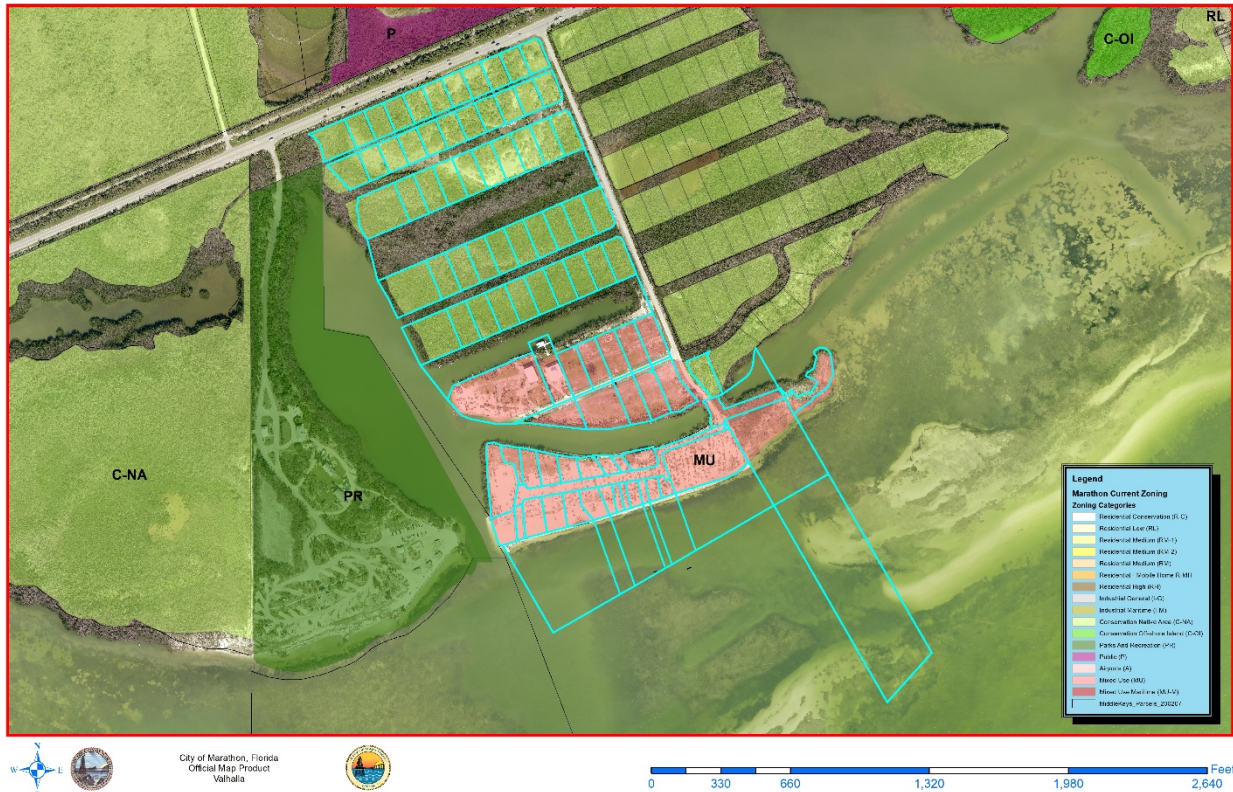 P
RL
C-OI
C-NA
PR
MU
Legend
Marathon Current Zoning
Zoning Categories
Residential Conservation (R-C)
Residential Low (RL)
Residential Medium (RM-1)
Residential Medium (RM-2)
Residential Medium (RM)
Residential - Mobile Home R-MH
Residential High (RH)
Industrial General (I-G)
Industrial Maritime (I-M)
Conservation Native Area (C-NA)
Conservation Offshore Island (C-OI)
Parks And Recreation (PR)
Public (P)
Airports (A)
Mixed Use (MU)
Mixed Use Maritime (MU-M)
MiddleKeys_Parcels_200207
N
W E
S
City of Marathon, Florida
Official Map Product
Valhalla
Feet
0 330 660 1,320 1,980 2,640